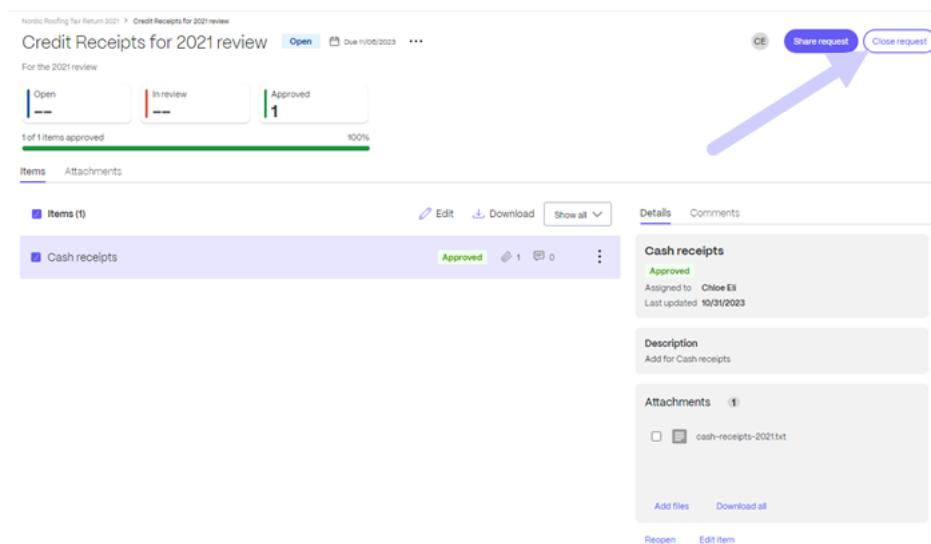 Nordic Roofing Tax Return 2021 > Credit Receipts for 2021 review
Credit Receipts for 2021 review Open Due 11/06/2023 ••• CE Share request Close request
For the 2021 review
Open In review Approved
-- -- 1
1 of 1 items approved 100%
Items Attachments
Items (1) Edit Download Show all
Details Comments
Cash receipts Approved 1 0
Cash receipts
Approved
Assigned to Chloe Eli
Last updated 10/31/2023
Description
Add for Cash receipts
Attachments 1
cash-receipts-2021.txt
Add files Download all
Reopen Edit item